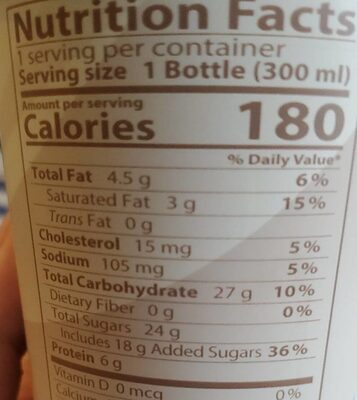 Nutrition Facts
1 serving per container
Serving size 1 Bottle (300 ml)
Amount per serving
Calories 180
% Daily Value*
Total Fat 4.5 g 6%
Saturated Fat 3 g 15%
Trans Fat 0 g
Cholesterol 15 mg 5%
Sodium 105 mg 5%
Total Carbohydrate 27 g 10%
Dietary Fiber 0 g 0%
Total Sugars 24 g
Includes 18 g Added Sugars 36%
Protein 6 g
Vitamin D 0 mcg 0%